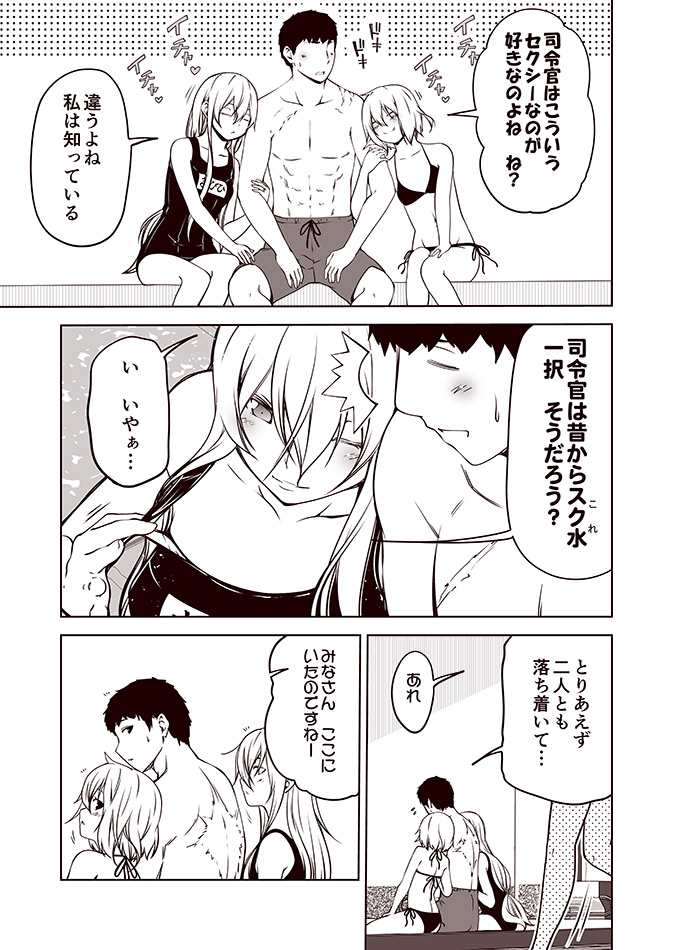 司令官はこういう
セクシーなのが
好きなのよね　ね？
ドキ
ドキ
イチャ♡
イチャ♡
イチャ♡
イチャ♡
違うよね
私は知っている
びひ
司令官は昔からスク水
これ
一択　そうだろう？
い　いやぁ…
とりあえず
二人とも
落ち着いて…
あれ
みなさん　ここに
いたのですねー